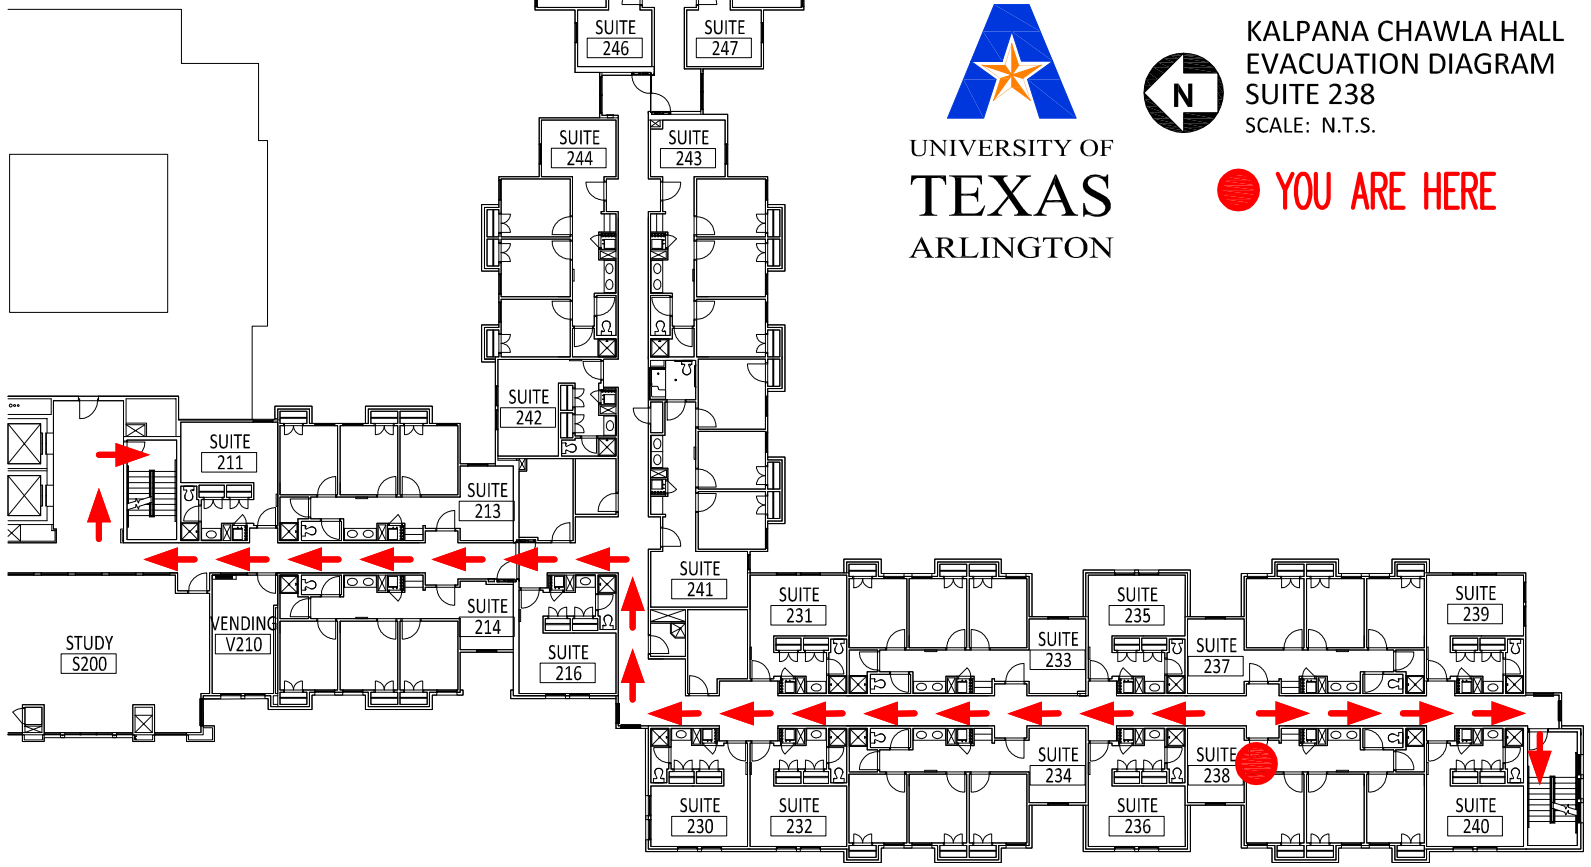 SUITE
246
SUITE
247
KALPANA CHAWLA HALL
EVACUATION DIAGRAM
SUITE 238
SCALE: N.T.S.
N
YOU ARE HERE
UNIVERSITY OF
TEXAS
ARLINGTON
SUITE
244
SUITE
243
SUITE
242
SUITE
211
SUITE
213
SUITE
241
SUITE
214
SUITE
216
VENDING
V210
STUDY
S200
SUITE
231
SUITE
233
SUITE
235
SUITE
237
SUITE
239
SUITE
230
SUITE
232
SUITE
234
SUITE
236
SUITE
238
SUITE
240